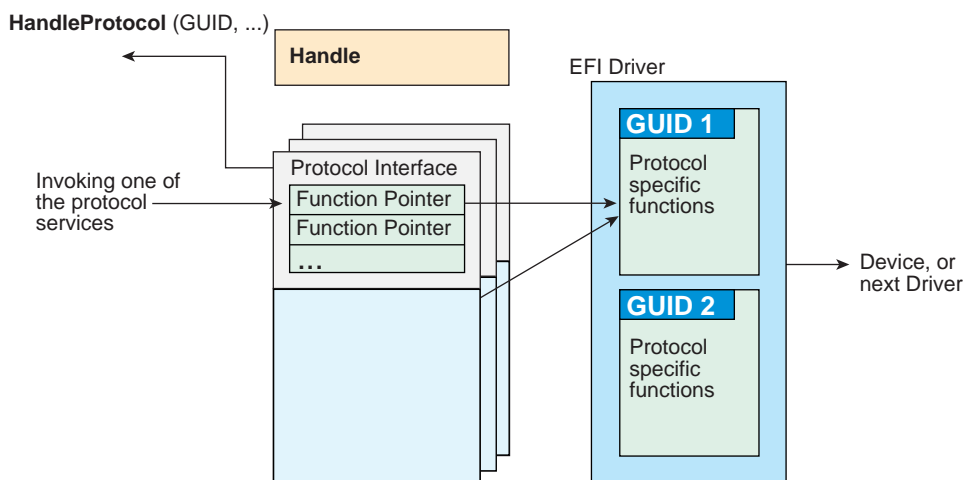 HandleProtocol (GUID, ...)
Handle
EFI Driver
GUID 1
Protocol
specific
functions
Protocol Interface
Function Pointer
Function Pointer
...
Invoking one of
the protocol
services
Device, or
next Driver
GUID 2
Protocol
specific
functions